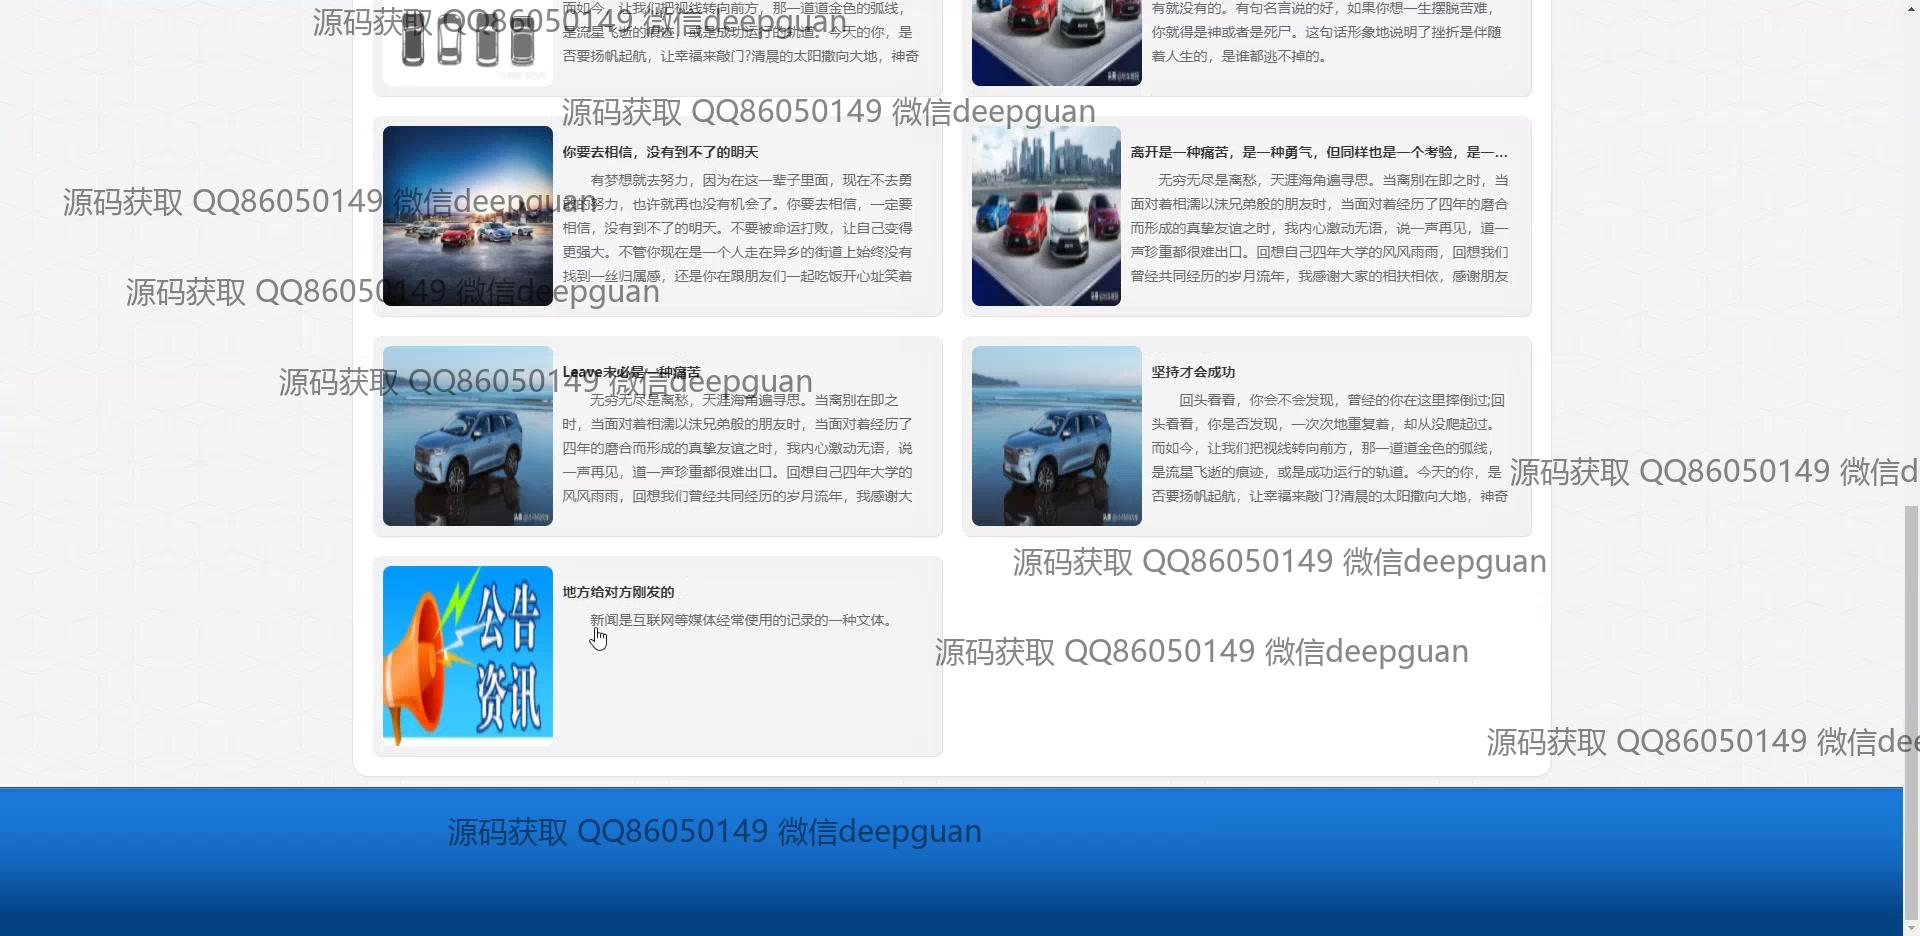 源码获取 QQ86050149 微信deepguan
面如今，让我们把视线转向前方，那一道道金色的弧线，
是流星飞逝的痕迹，或是成功运行的轨道。今天的你，是
否要扬帆起航，让幸福来敲门?清晨的太阳撒向大地，神奇
有就没有的。有句名言说的好，如果你想一生摆脱苦难，
你就得是神或者是死尸。这句话形象地说明了挫折是伴随
着人生的，是谁都逃不掉的。
源码获取 QQ86050149 微信deepguan
你要去相信，没有到不了的明天
有梦想就去努力，因为在这一辈子里面，现在不去勇
努力，也许就再也没有机会了。你要去相信，一定要
相信，没有到不了的明天。不要被命运打败，让自己变得
更强大。不管你现在是一个人走在异乡的街道上始终没有
找到一丝归属感，还是你在跟朋友们一起吃饭开心址笑着
离开是一种痛苦，是一种勇气，但同样也是一个考验，是一…
无穷无尽是离愁，天涯海角遍寻思。当离别在即之时，当
面对着相濡以沫兄弟般的朋友时，当面对着经历了四年的磨合
而形成的真挚友谊之时，我内心激动无语，说一声再见，道一
声珍重都很难出口。回想自己四年大学的风风雨雨，回想我们
曾经共同经历的岁月流年，我感谢大家的相扶相依，感谢朋友
源码获取 QQ86050149 微信deepguan
源码获取 QQ86050149 微信deepguan
Leave未必是一种痛苦
无穷无尽是离愁，天涯海角遍寻思。当离别在即之
时，当面对着相濡以沫兄弟般的朋友时，当面对着经历了
四年的磨合而形成的真挚友谊之时，我内心激动无语，说
一声再见，道一声珍重都很难出口。回想自己四年大学的
风风雨雨，回想我们曾经共同经历的岁月流年，我感谢大
坚持才会成功
回头看看，你会不会发现，曾经的你在这里摔倒过;回
头看看，你是否发现，一次次地重复着，却从没爬起过。
而如今，让我们把视线转向前方，那一道道金色的弧线，
是流星飞逝的痕迹，或是成功运行的轨道。今天的你，是
否要扬帆起航，让幸福来敲门?清晨的太阳撒向大地，神奇
源码获取 QQ86050149 微信deepguan
源码获取 QQ86050149 微信d
源码获取 QQ86050149 微信deepguan
公告
资讯
地方给对方刚发的
新闻是互联网等媒体经常使用的记录的一种文体。
源码获取 QQ86050149 微信deepguan
源码获取 QQ86050149 微信dee
源码获取 QQ86050149 微信deepguan